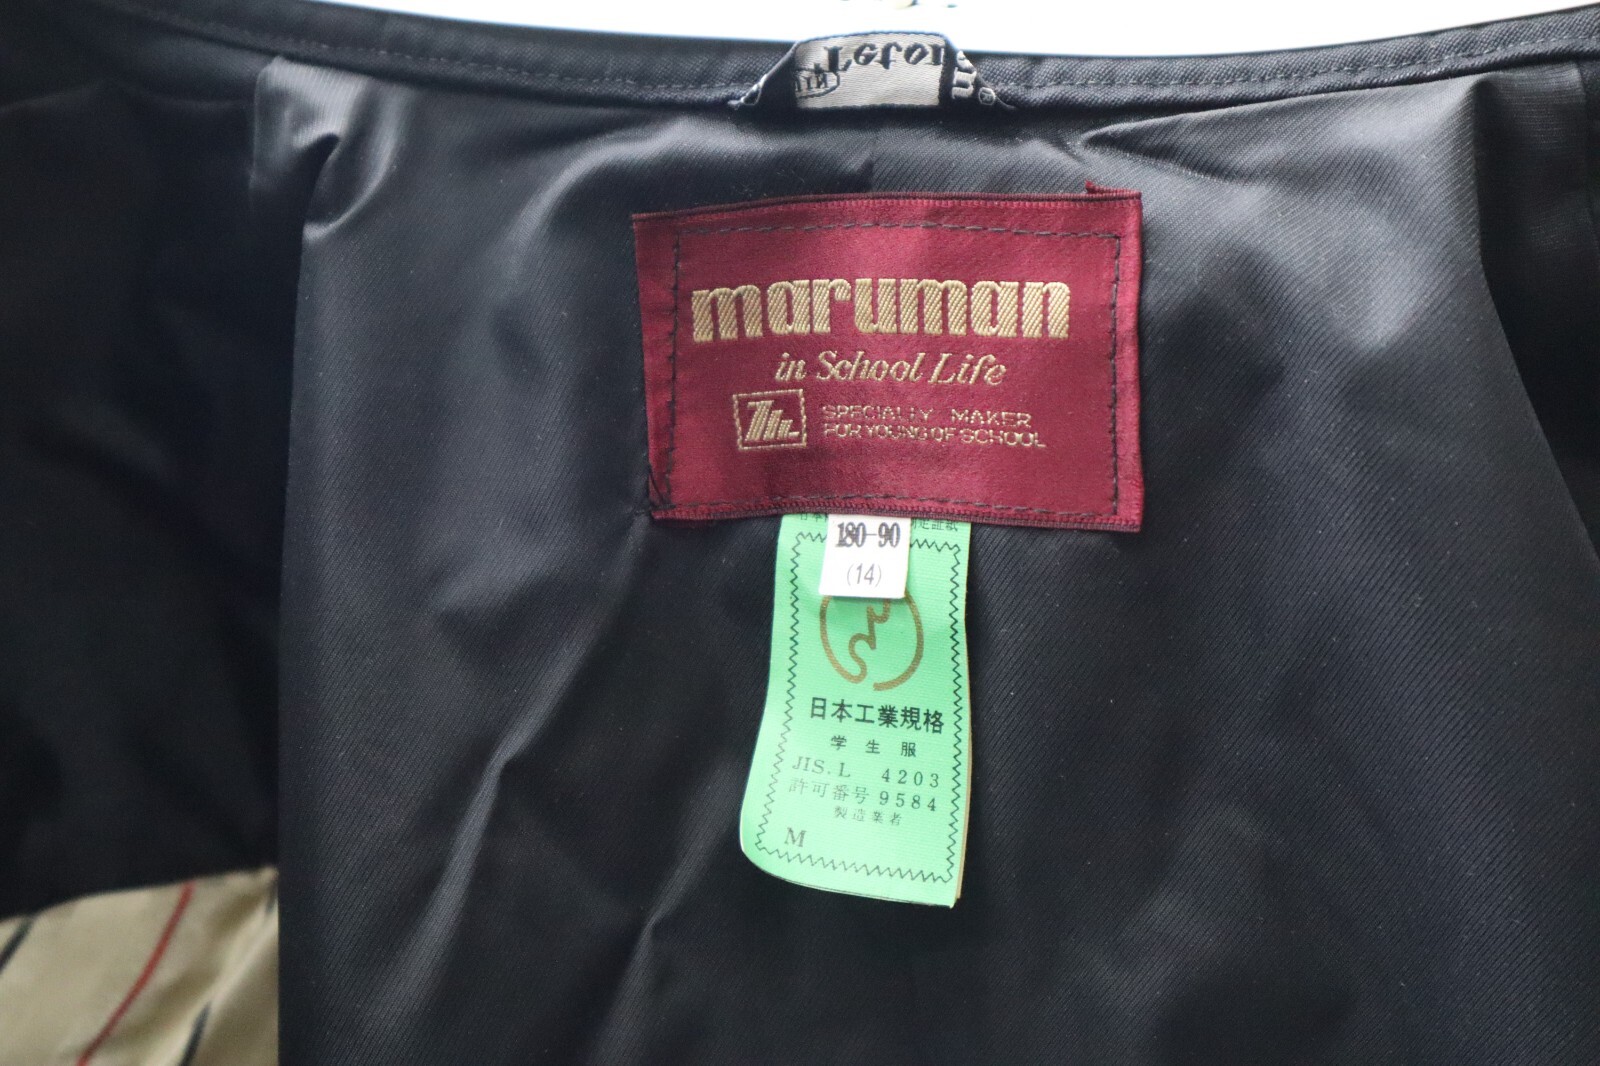 maruman
in School Life
SPECIALLY MAKER
FOR YOUNG OF SCHOOL
180-90
(14)
日本工業規格
学生服
JIS. L 4203
許可番号 9584
製造業者
M